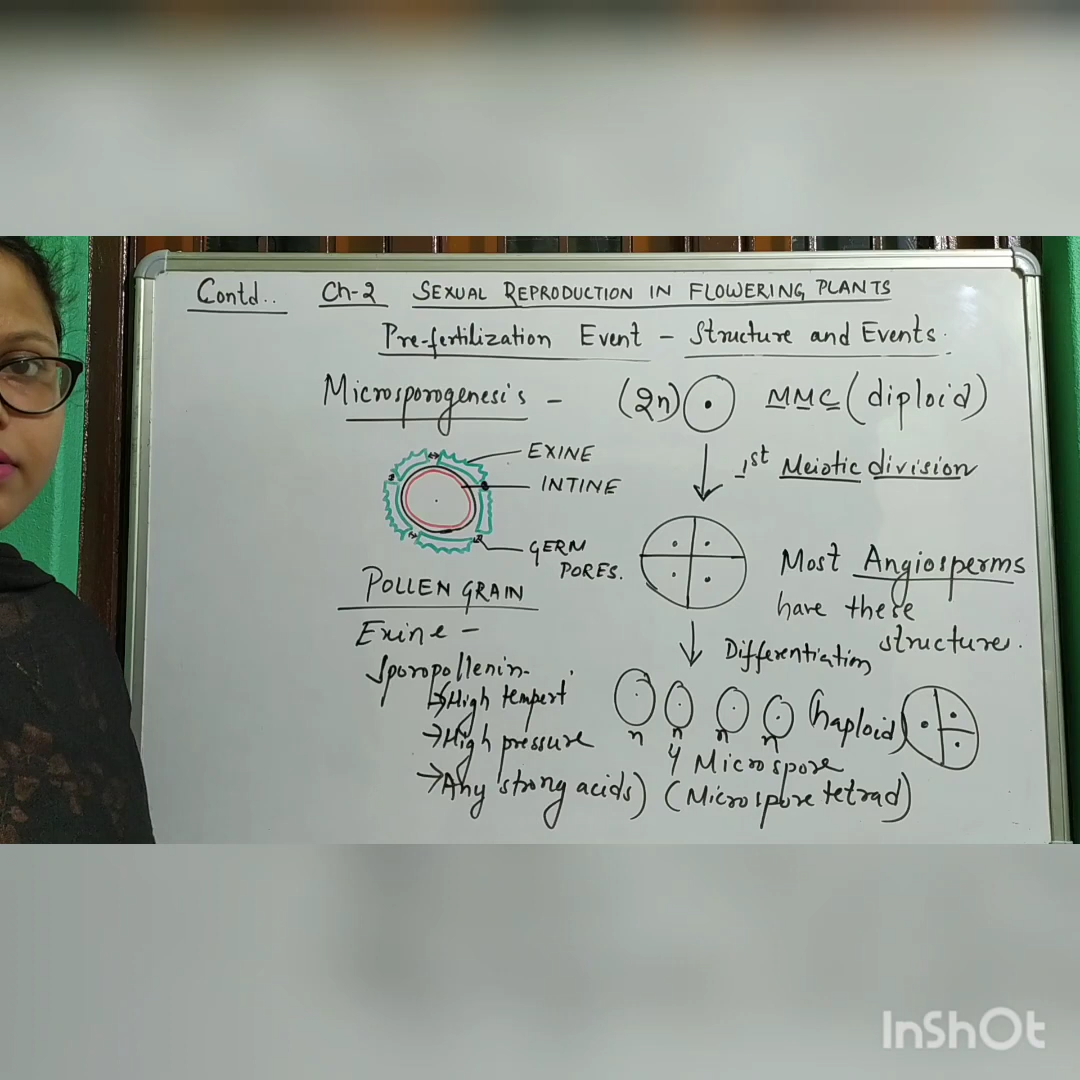 Contd.. Ch-2 SEXUAL REPRODUCTION IN FLOWERING PLANTS
Pre-fertilization Event - Structure and Events.
Microsporogenesis -
(2n) MMC (diploid)
1st Meiotic division
EXINE
INTINE
GERM
PORES.
POLLEN GRAIN
Exine -
Sporopollenin
High tempert
→High pressure
→Any strong acids)
Most Angiosperms
have these
structure.
Differentiation
(haploid)
n n n n
4 Microspore
(Microspore tetrad)
InShOt